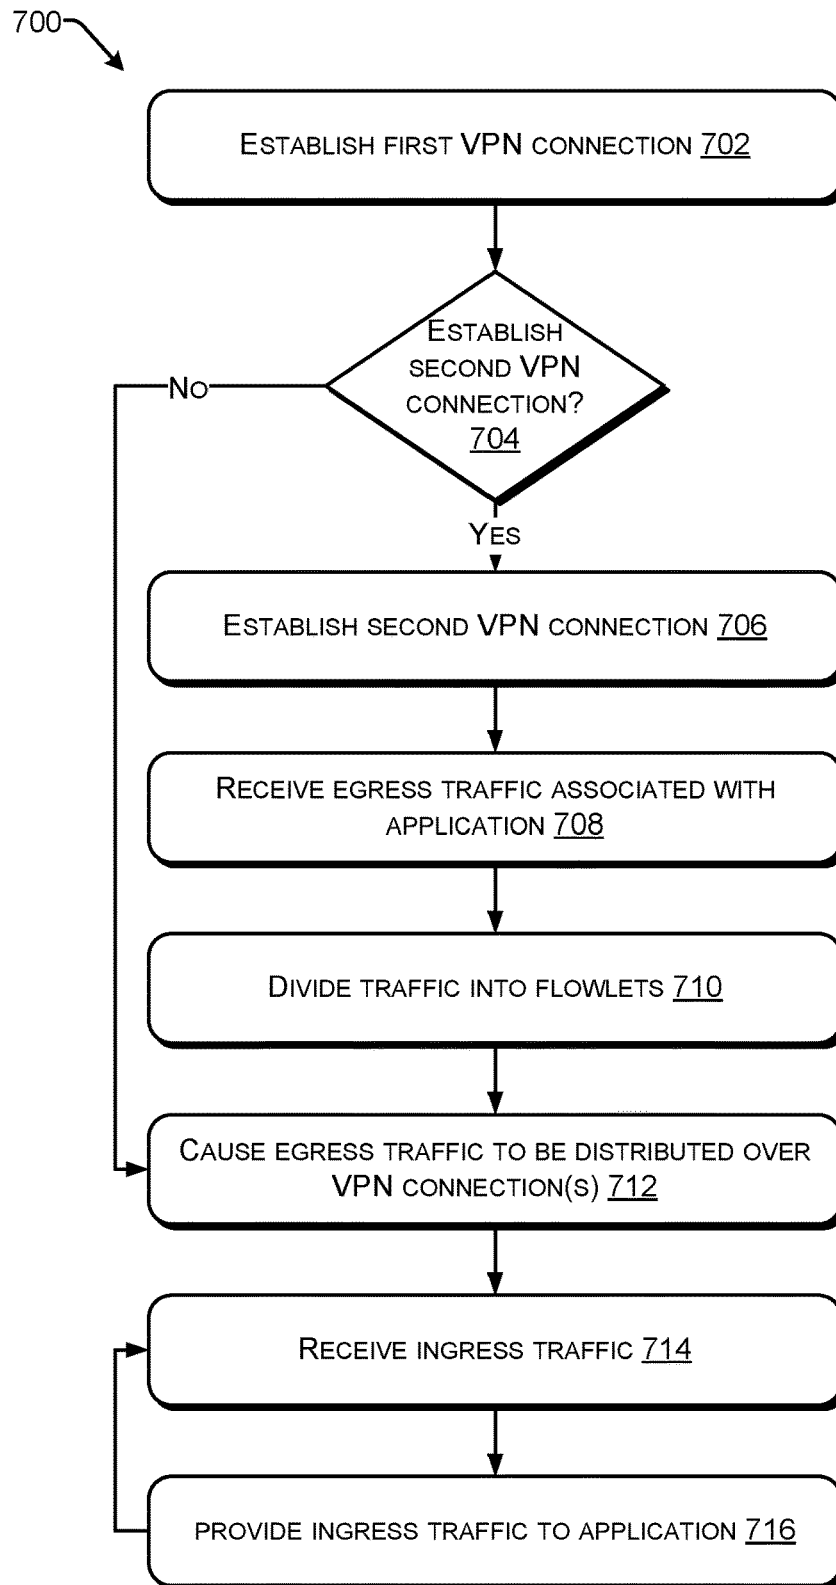 700
ESTABLISH FIRST VPN CONNECTION 702
ESTABLISH
SECOND VPN
CONNECTION?
704
NO
YES
ESTABLISH SECOND VPN CONNECTION 706
RECEIVE EGRESS TRAFFIC ASSOCIATED WITH
APPLICATION 708
DIVIDE TRAFFIC INTO FLOWLETS 710
CAUSE EGRESS TRAFFIC TO BE DISTRIBUTED OVER
VPN CONNECTION(S) 712
RECEIVE INGRESS TRAFFIC 714
PROVIDE INGRESS TRAFFIC TO APPLICATION 716